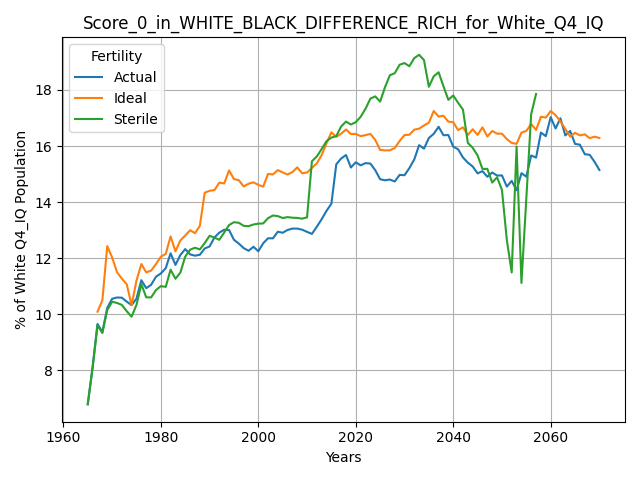 Score_0_in_WHITE_BLACK_DIFFERENCE_RICH_for_White_Q4_IQ
Fertility
Actual
Ideal
Sterile
% of White Q4_IQ Population
18
16
14
12
10
8
1960
1980
2000
2020
2040
2060
Years